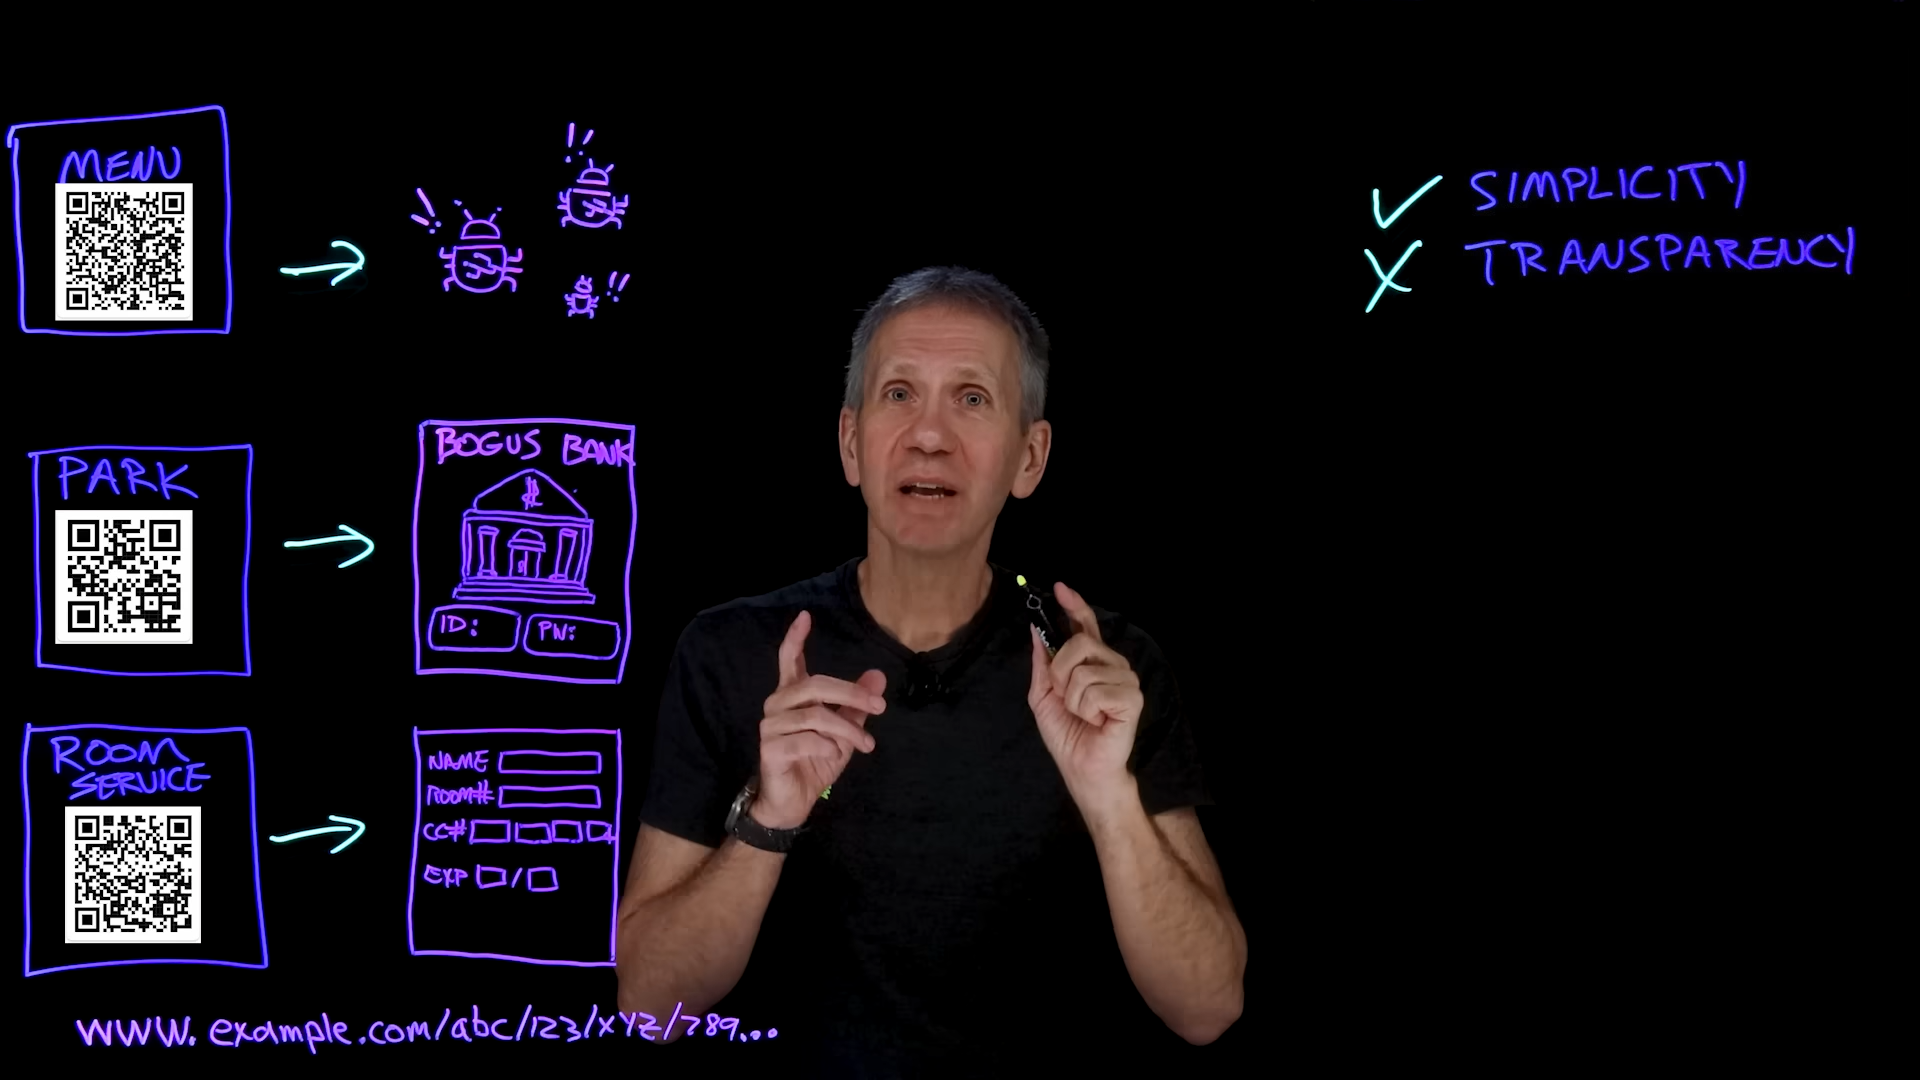 MENU
!!
!!
!!
PARK
BOGUS BANK
ID:
PW:
ROOM
SERVICE
NAME
ROOM#
CC#
EXP /
www.example.com/abc/123/xyz/789...
✓ SIMPLICITY
X TRANSPARENCY